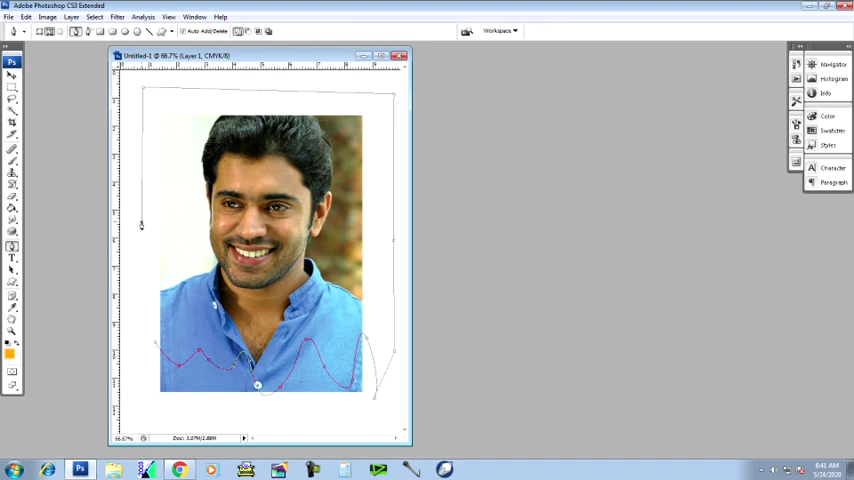 Adobe Photoshop CS3 Extended
File Edit Image Layer Select Filter Analysis View Window Help
Auto Add/Delete
Workspace
Untitled-1 @ 66.7% (Layer 1, CMYK/8)
Ps
Navigator
Histogram
Info
Color
Swatches
Styles
Character
Paragraph
T
66.67%
Doc: 3.07M/2.88M
Ps
8:41 AM
5/24/2020